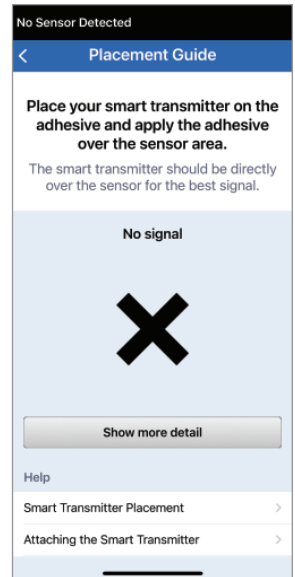 No Sensor Detected
Placement Guide
Place your smart transmitter on the
adhesive and apply the adhesive
over the sensor area.
The smart transmitter should be directly
over the sensor for the best signal.
No signal
Show more detail
Help
Smart Transmitter Placement
Attaching the Smart Transmitter